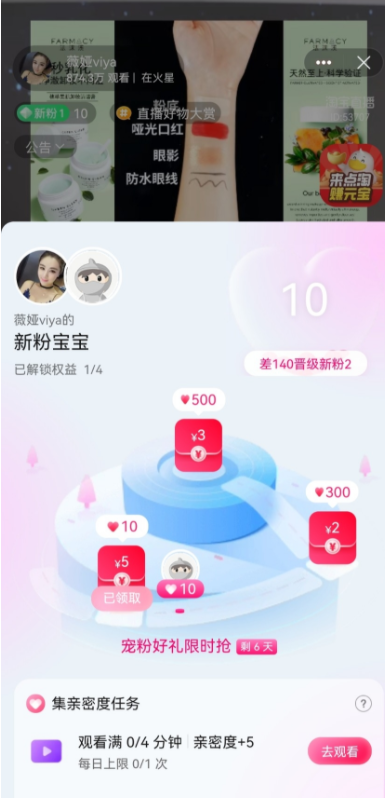 FARMACY
FARMACY
薇娅viya
874.3万 观看 | 在火星
天然至上·科学验证
新粉1 10
直播好物大赏
公告
粉底
哑光口红
眼影
防水眼线
来点淘
赚元宝
10
薇娅viya的
新粉宝宝
已解锁权益 1/4
差140晋级新粉2
500
¥3
300
¥2
10
¥5
已领取
10
宠粉好礼限时抢 剩 6 天
集亲密度任务
?
观看满 0/4 分钟 亲密度+5
每日上限 0/1 次
去观看